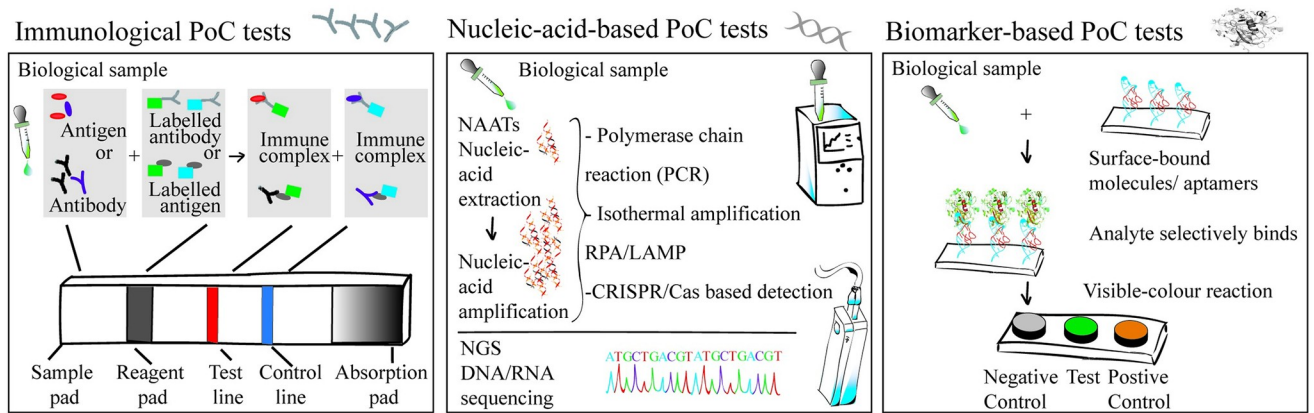 Immunological PoC tests
Biological sample
Antigen
or
Antibody
+
Labelled
antibody
or
Labelled
antigen
Immune
complex
+
Immune
complex
Sample
pad
Reagent
pad
Test
line
Control
line
Absorption
pad
Nucleic-acid-based PoC tests
Biological sample
NAATs
Nucleic-
acid
extraction
Nucleic-
acid
amplification
- Polymerase chain
reaction (PCR)
- Isothermal amplification
RPA/LAMP
-CRISPR/Cas based detection
NGS
DNA/RNA
sequencing
ATGCTGACGTATGCTGACGT
Biomarker-based PoC tests
Biological sample
+
Surface-bound
molecules/ aptamers
Analyte selectively binds
Visible-colour reaction
Negative
Control
Test
Postive
Control